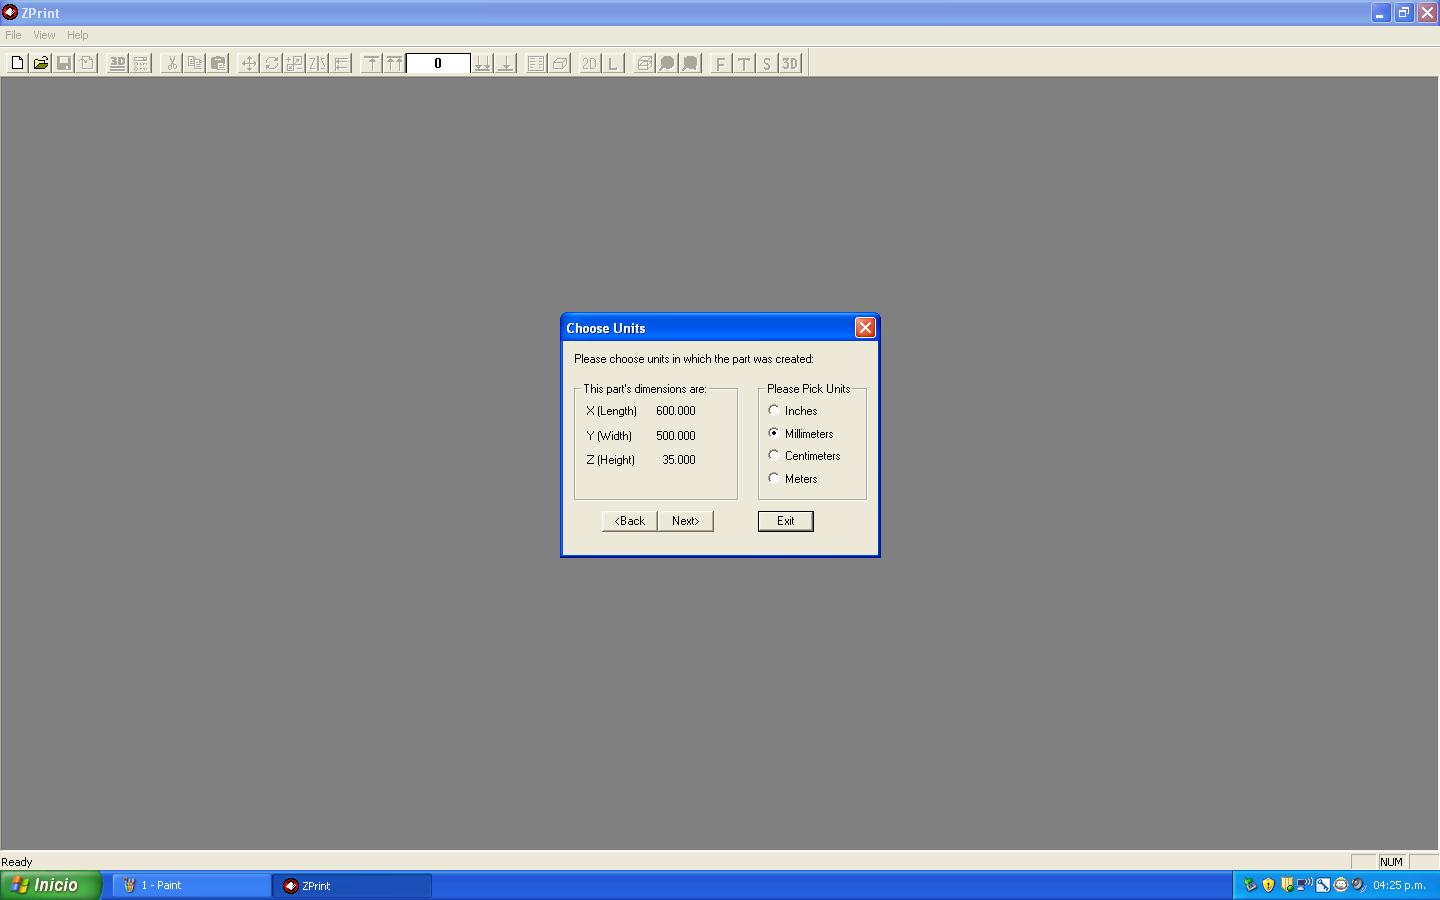 ZPrint
File View Help
3D 0 2D L F T S 3D
Choose Units
Please choose units in which the part was created:
This part's dimensions are:
X (Length) 600.000
Y (Width) 500.000
Z (Height) 35.000
Please Pick Units
Inches
Millimeters
Centimeters
Meters
<Back Next> Exit
Ready NUM
Inicio 1 - Paint ZPrint 04:25 p.m.